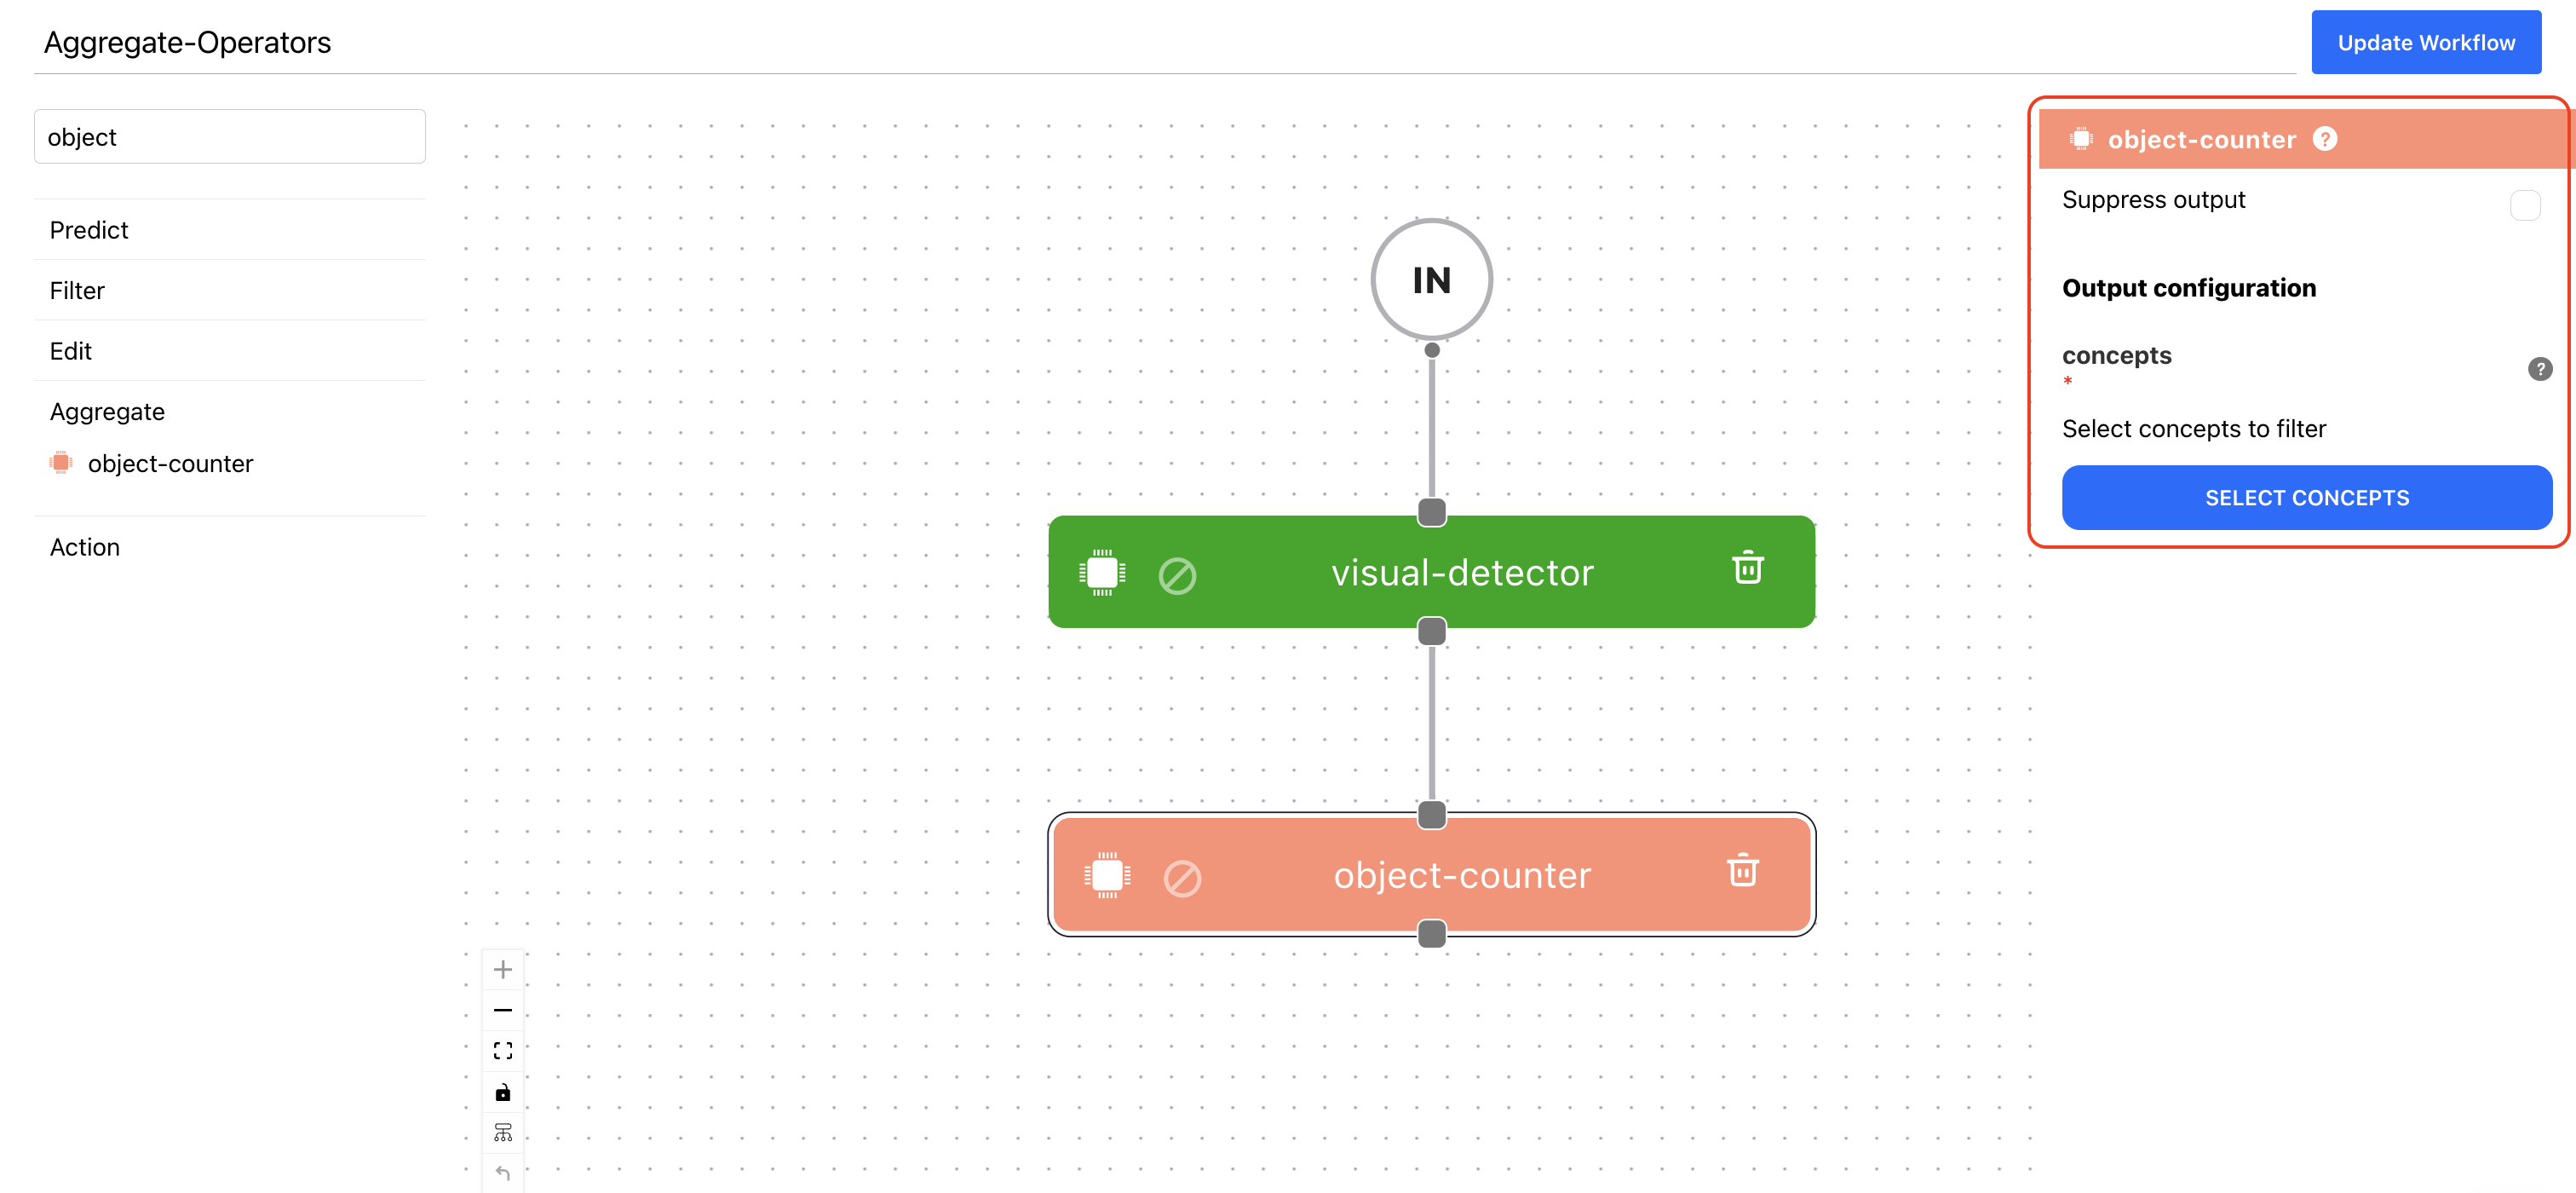 Aggregate-Operators
Update Workflow
object
Predict
Filter
Edit
Aggregate
object-counter
Action
IN
visual-detector
object-counter
object-counter ?
Suppress output
Output configuration
concepts
*
?
Select concepts to filter
SELECT CONCEPTS